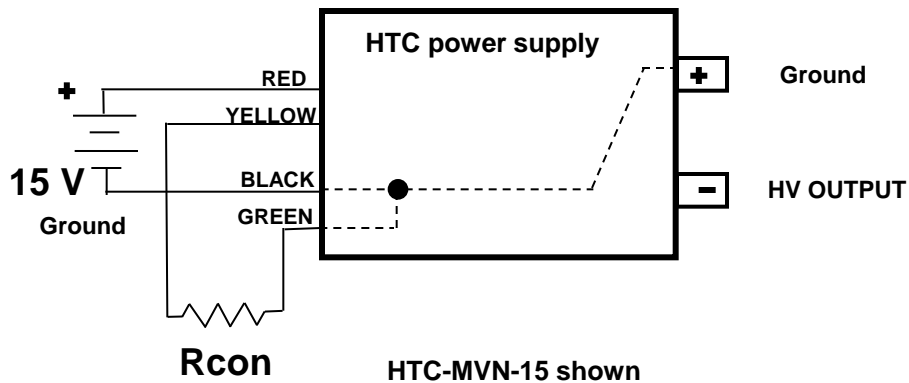 HTC power supply
RED
+
+
Ground
YELLOW
15 V
BLACK
-
HV OUTPUT
Ground
GREEN
Rcon
HTC-MVN-15 shown